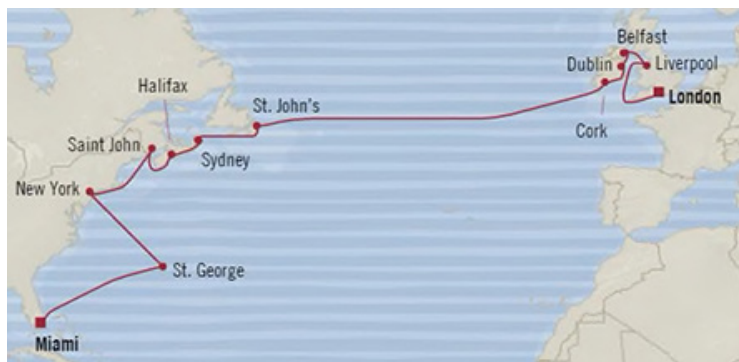 Belfast
Dublin
Liverpool
Halifax
London
St. John's
Cork
Saint John
Sydney
New York
St. George
Miami